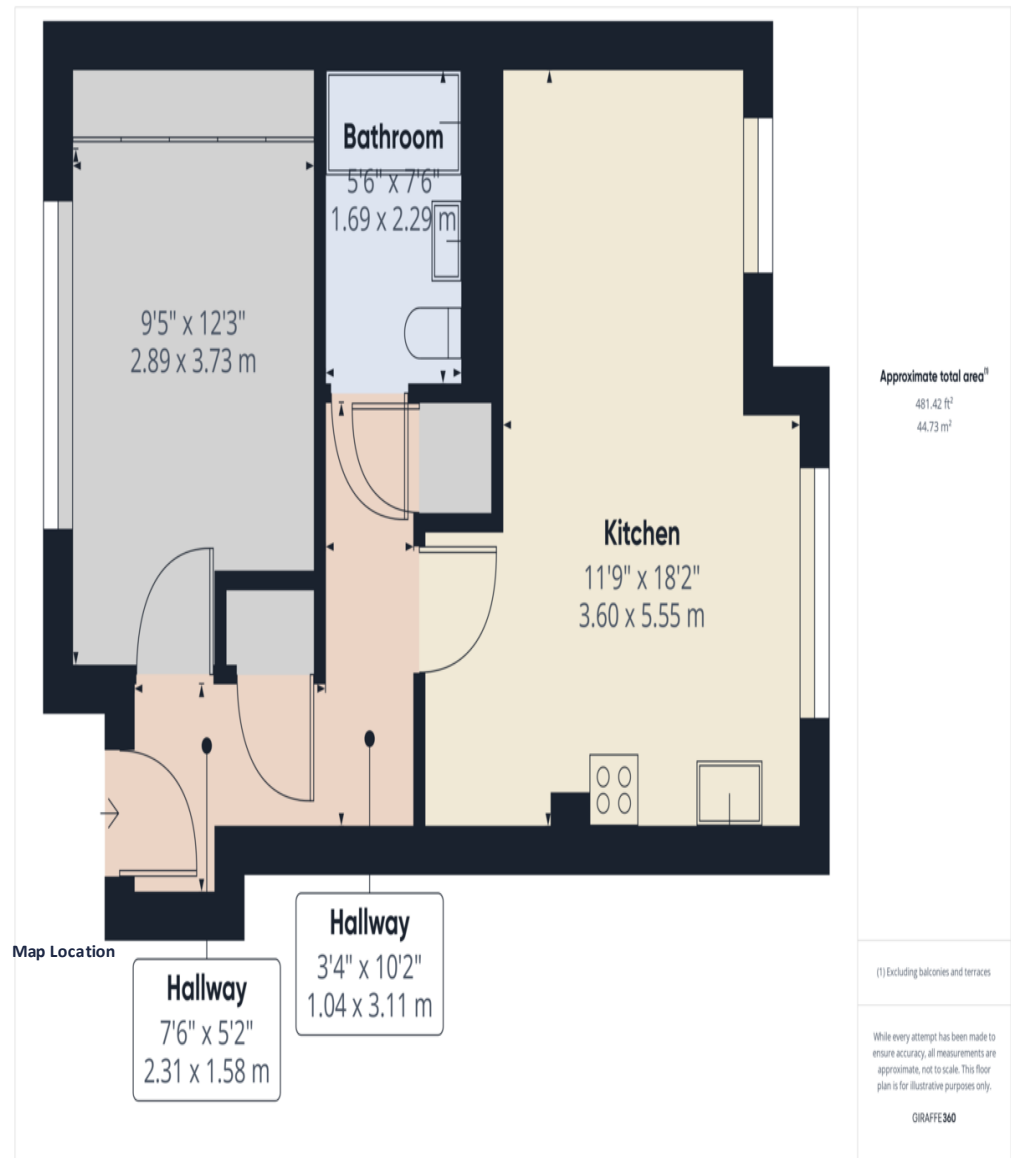 Bathroom
5'6" x 7'6"
1.69 x 2.29 m
9'5" x 12'3"
2.89 x 3.73 m
Kitchen
11'9" x 18'2"
3.60 x 5.55 m
Hallway
3'4" x 10'2"
1.04 x 3.11 m
Map Location
Hallway
7'6" x 5'2"
2.31 x 1.58 m
Approximate total area⁽¹⁾
481.42 ft²
44.73 m²
(1) Excluding balconies and terraces
While every attempt has been made to
ensure accuracy, all measurements are
approximate, not to scale. This floor
plan is for illustrative purposes only.
GIRAFFE360